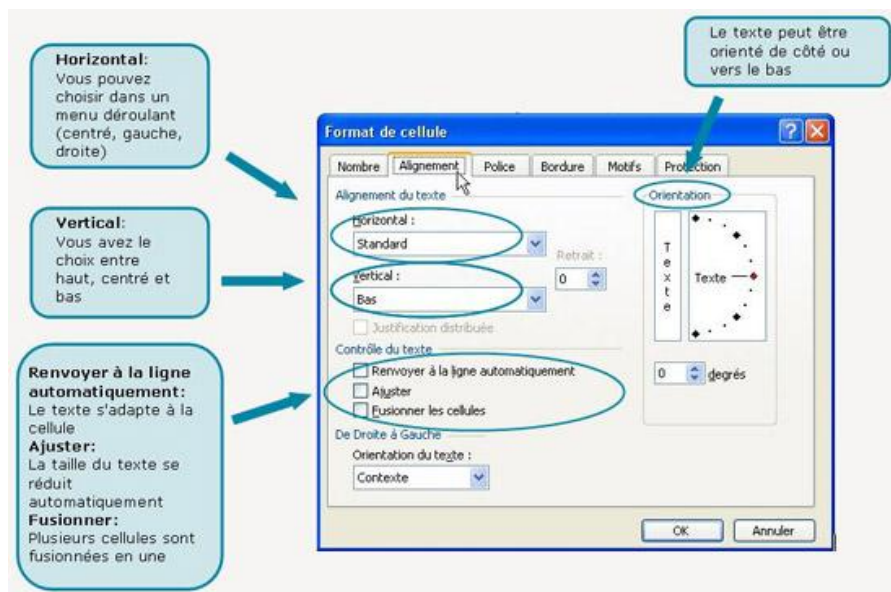 Horizontal:
Vous pouvez
choisir dans un
menu déroulant
(centré, gauche,
droite)
Vertical:
Vous avez le
choix entre
haut, centré et
bas
Renvoyer à la ligne
automatiquement:
Le texte s'adapte à la
cellule
Ajuster:
La taille du texte se
réduit
automatiquement
Fusionner:
Plusieurs cellules sont
fusionnées en une
Le texte peut être
orienté de côté ou
vers le bas
Format de cellule
Nombre Alignement Police Bordure Motifs Protection
Alignement du texte
Horizontal :
Standard
Retrait :
Vertical :
0
Bas
Justification distribuée
Contrôle du texte
Renvoyer à la ligne automatiquement
Ajuster
Fusionner les cellules
De Droite à Gauche
Orientation du texte :
Contexte
Orientation
Texte
Texte
0 degrés
OK Annuler